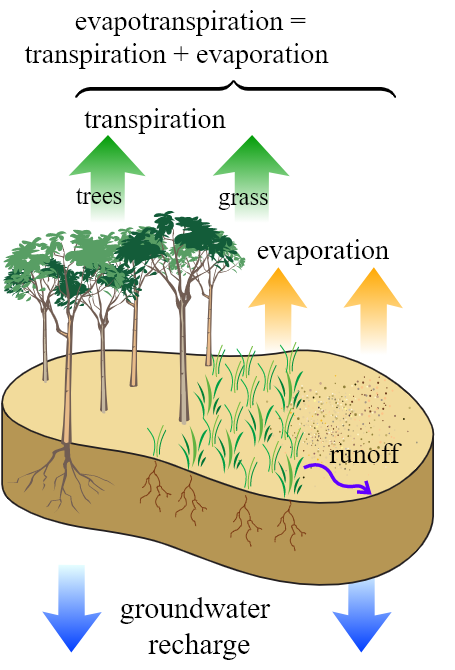 evapotranspiration =
transpiration + evaporation
transpiration
trees
grass
evaporation
runoff
groundwater
recharge